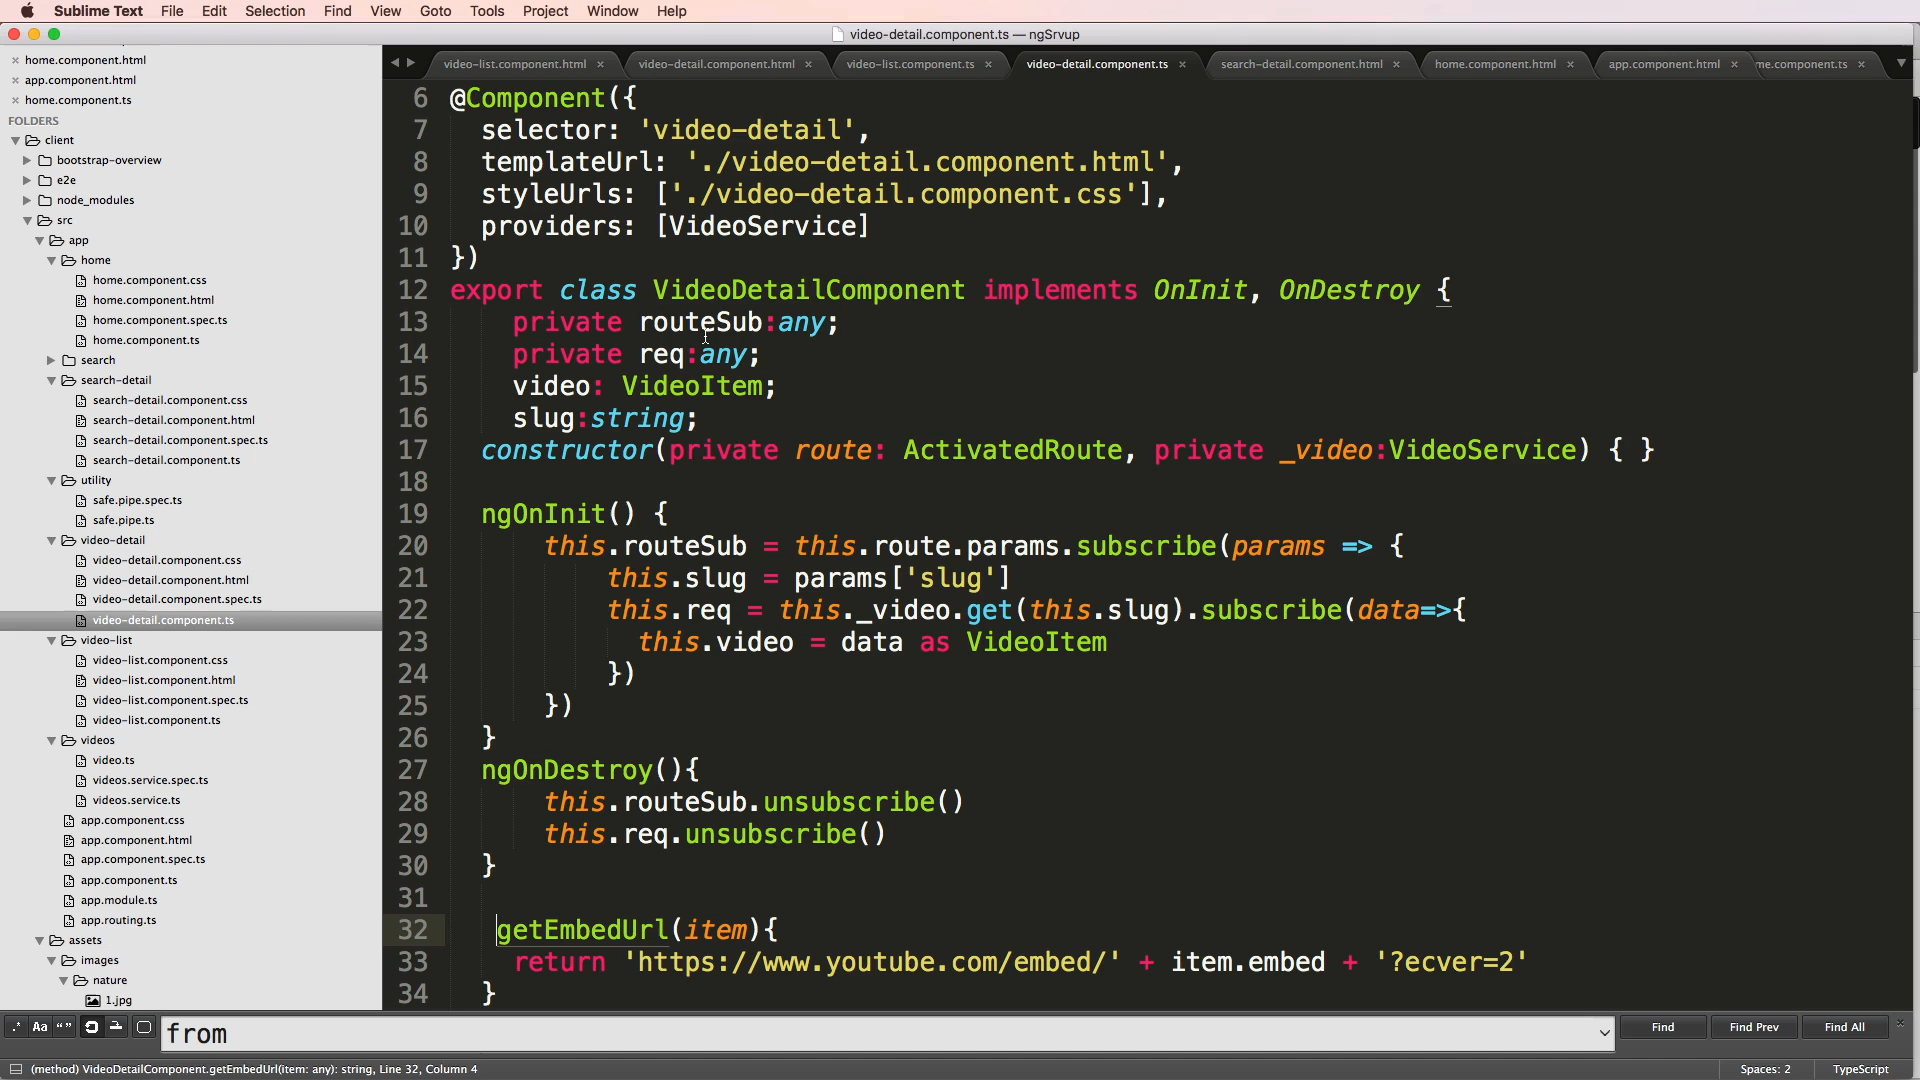 Sublime Text File Edit Selection Find View Goto Tools Project Window Help
video-detail.component.ts — ngSrvup
home.component.html
app.component.html
home.component.ts
FOLDERS
client
bootstrap-overview
e2e
node_modules
src
app
home
home.component.css
home.component.html
home.component.spec.ts
home.component.ts
search
search-detail
search-detail.component.css
search-detail.component.html
search-detail.component.spec.ts
search-detail.component.ts
utility
safe.pipe.spec.ts
safe.pipe.ts
video-detail
video-detail.component.css
video-detail.component.html
video-detail.component.spec.ts
video-detail.component.ts
video-list
video-list.component.css
video-list.component.html
video-list.component.spec.ts
video-list.component.ts
videos
video.ts
videos.service.spec.ts
videos.service.ts
app.component.css
app.component.html
app.component.spec.ts
app.component.ts
app.module.ts
app.routing.ts
assets
images
nature
1.jpg
video-list.component.html video-detail.component.html video-list.component.ts video-detail.component.ts search-detail.component.html home.component.html app.component.html me.component.ts
6 @Component({
7 selector: 'video-detail',
8 templateUrl: './video-detail.component.html',
9 styleUrls: ['./video-detail.component.css'],
10 providers: [VideoService]
11 })
12 export class VideoDetailComponent implements OnInit, OnDestroy {
13 private routeSub:any;
14 private req:any;
15 video: VideoItem;
16 slug:string;
17 constructor(private route: ActivatedRoute, private _video:VideoService) { }
18
19 ngOnInit() {
20 this.routeSub = this.route.params.subscribe(params => {
21 this.slug = params['slug']
22 this.req = this._video.get(this.slug).subscribe(data=>{
23 this.video = data as VideoItem
24 })
25 })
26 }
27 ngOnDestroy(){
28 this.routeSub.unsubscribe()
29 this.req.unsubscribe()
30 }
31
32 getEmbedUrl(item){
33 return 'https://www.youtube.com/embed/' + item.embed + '?ecver=2'
34 }
.* Aa “” from Find Find Prev Find All
(method) VideoDetailComponent.getEmbedUrl(item: any): string, Line 32, Column 4 Spaces: 2 TypeScript